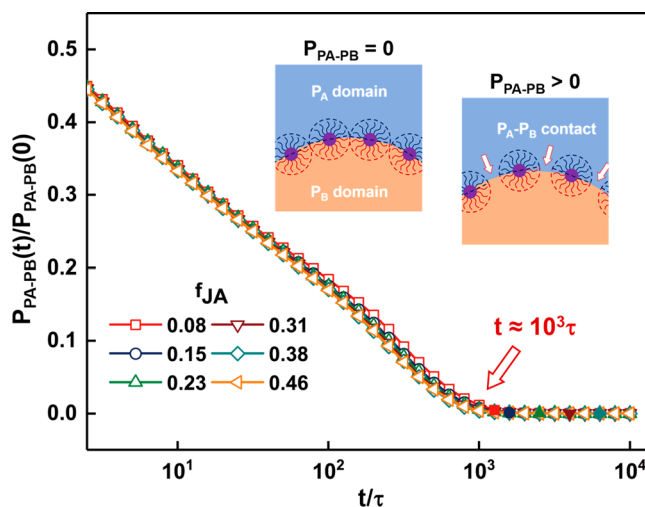 P_PA-PB(t)/P_PA-PB(0)
0.5
0.4
0.3
0.2
0.1
0.0
P_PA-PB = 0
P_A domain
P_B domain
P_PA-PB > 0
P_A-P_B contact
f_JA
0.08 0.31
0.15 0.38
0.23 0.46
t ≈ 10³τ
10¹ 10² 10³ 10⁴
t/τ